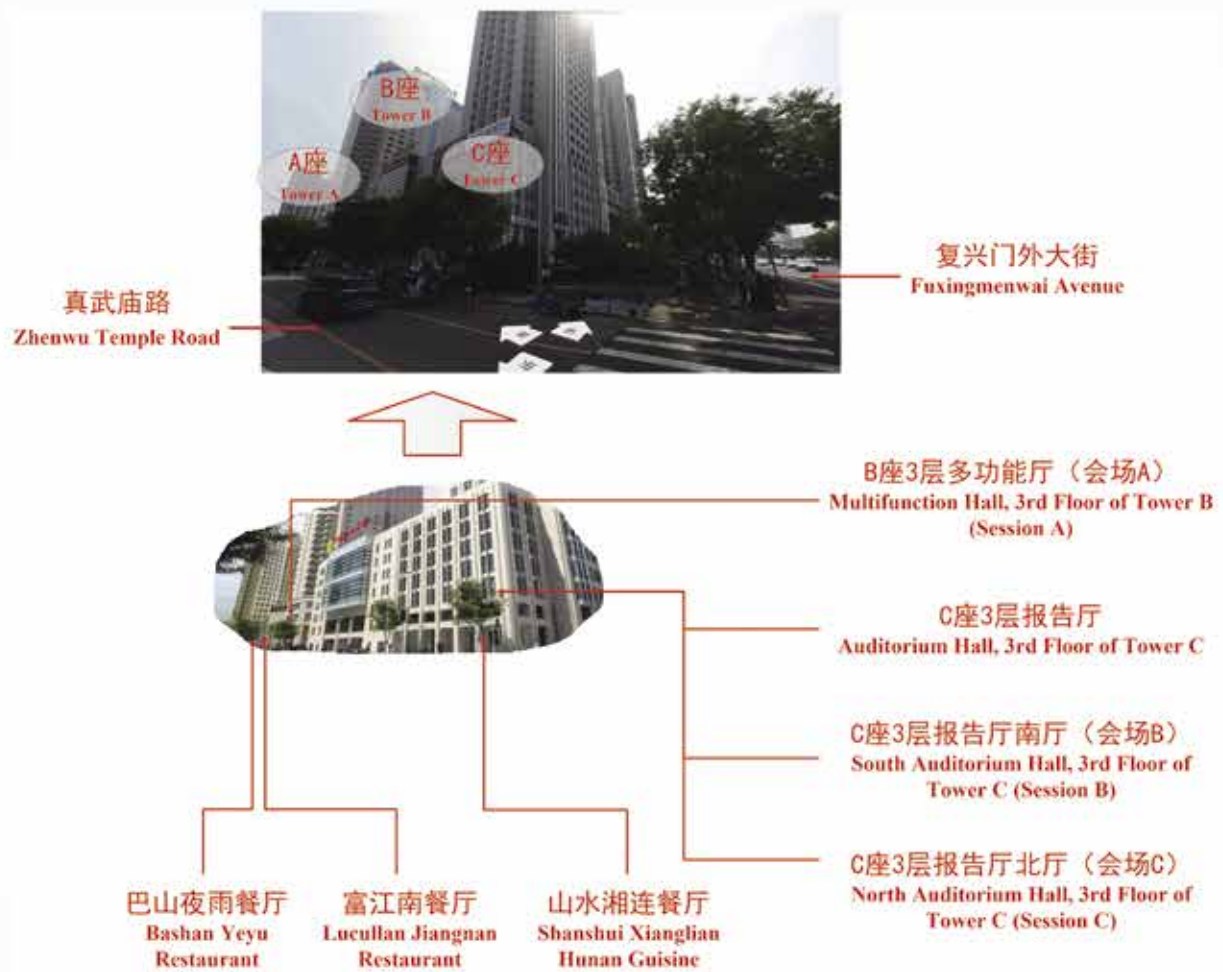 B座
Tower B
A座
Tower A
C座
Tower C
复兴门外大街
Fuxingmenwai Avenue
真武庙路
Zhenwu Temple Road
B座3层多功能厅（会场A）
Multifunction Hall, 3rd Floor of Tower B
(Session A)
C座3层报告厅
Auditorium Hall, 3rd Floor of Tower C
C座3层报告厅南厅（会场B）
South Auditorium Hall, 3rd Floor of
Tower C (Session B)
C座3层报告厅北厅（会场C）
North Auditorium Hall, 3rd Floor of
Tower C (Session C)
巴山夜雨餐厅
Bashan Yeyu
Restaurant
富江南餐厅
Lucullan Jiangnan
Restaurant
山水湘连餐厅
Shanshui Xianglian
Hunan Guisine